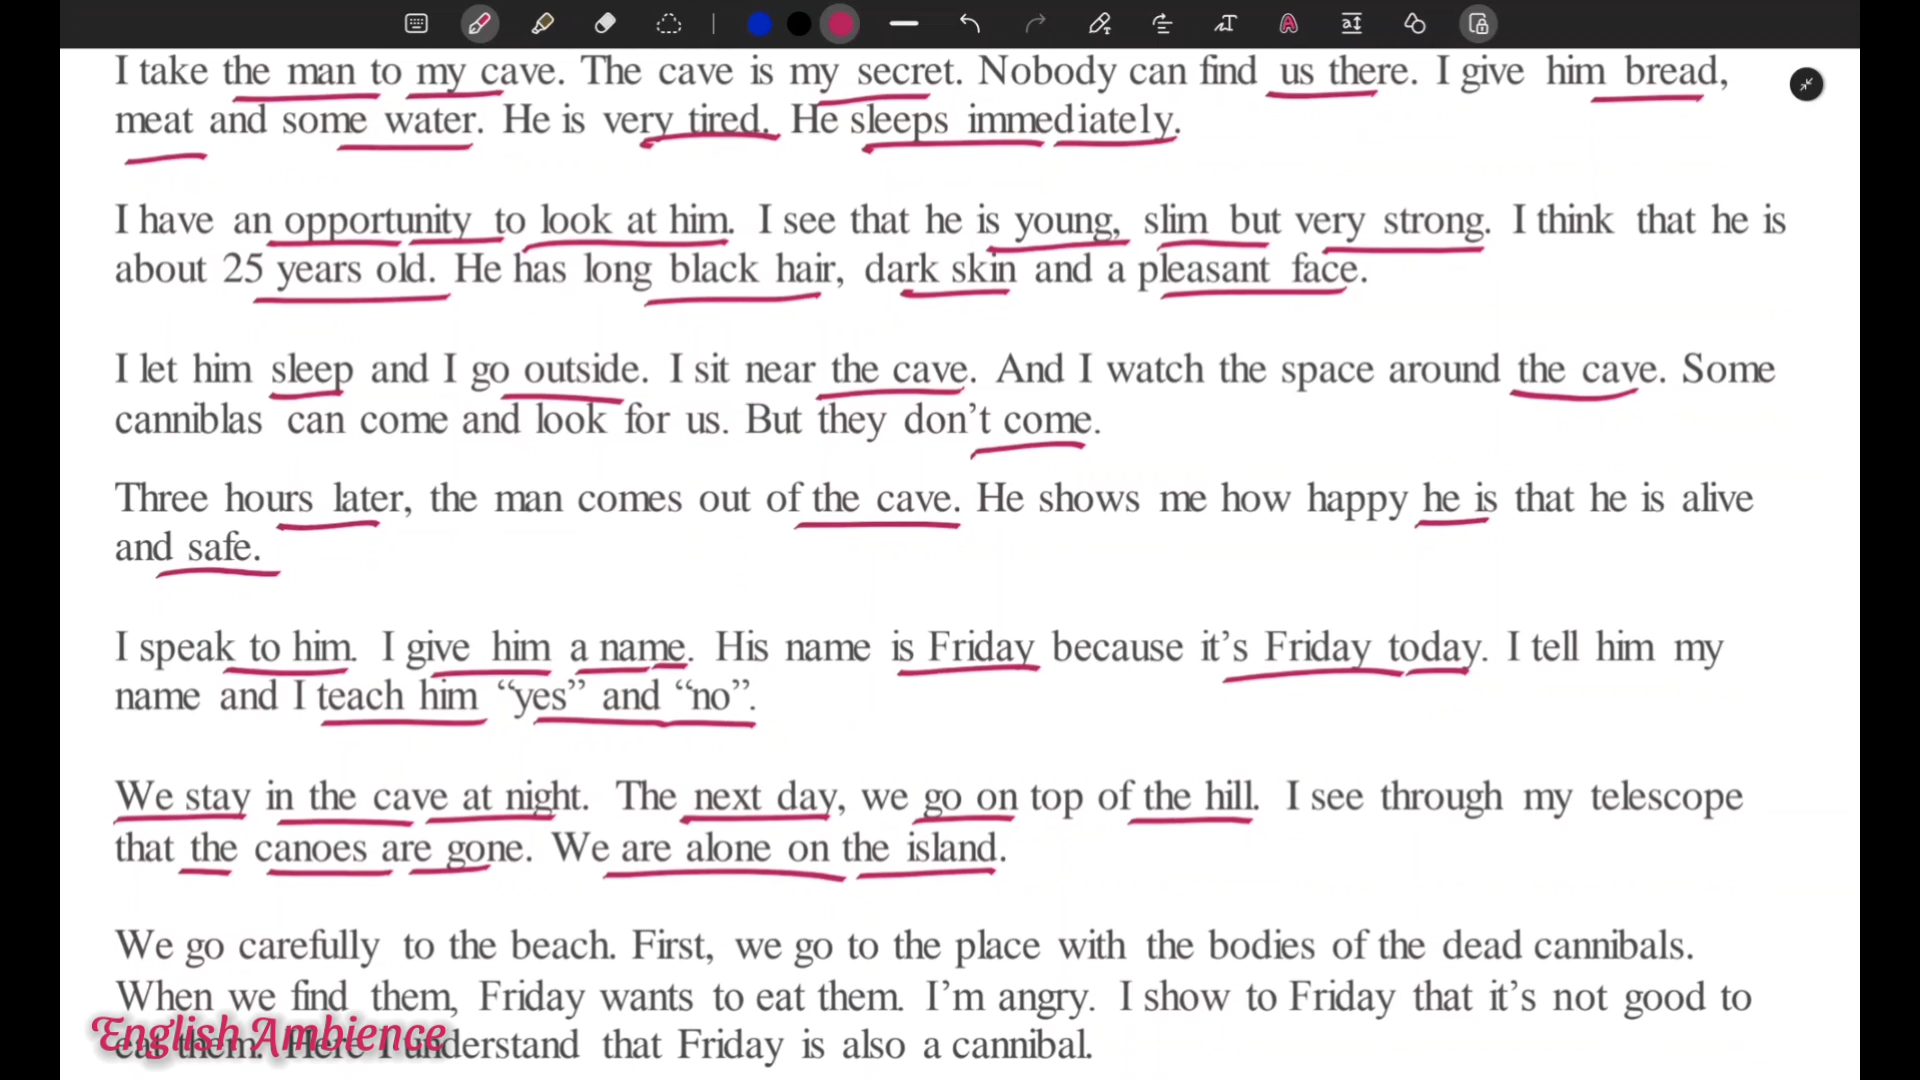 I take the man to my cave. The cave is my secret. Nobody can find us there. I give him bread,
meat and some water. He is very tired. He sleeps immediately.
I have an opportunity to look at him. I see that he is young, slim but very strong. I think that he is
about 25 years old. He has long black hair, dark skin and a pleasant face.
I let him sleep and I go outside. I sit near the cave. And I watch the space around the cave. Some
canniblas can come and look for us. But they don’t come.
Three hours later, the man comes out of the cave. He shows me how happy he is that he is alive
and safe.
I speak to him. I give him a name. His name is Friday because it’s Friday today. I tell him my
name and I teach him “yes” and “no”.
We stay in the cave at night. The next day, we go on top of the hill. I see through my telescope
that the canoes are gone. We are alone on the island.
We go carefully to the beach. First, we go to the place with the bodies of the dead cannibals.
When we find them, Friday wants to eat them. I’m angry. I show to Friday that it’s not good to
eat them. Here I understand that Friday is also a cannibal.
English Ambience